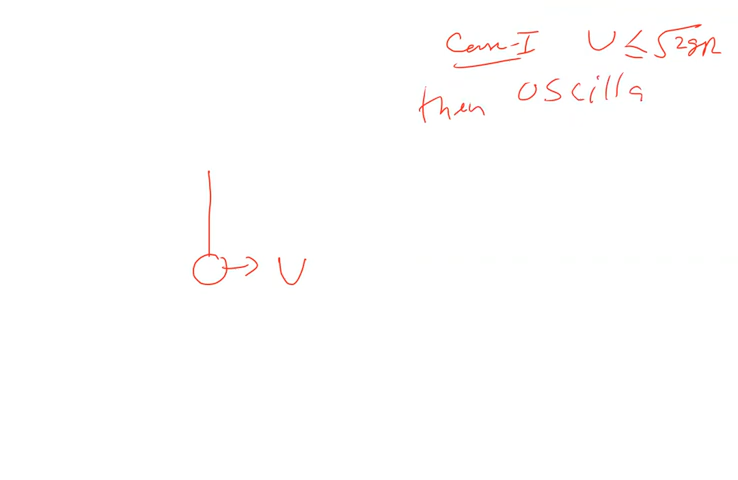 Case-I U ≤ √2gR
then oscilla
U